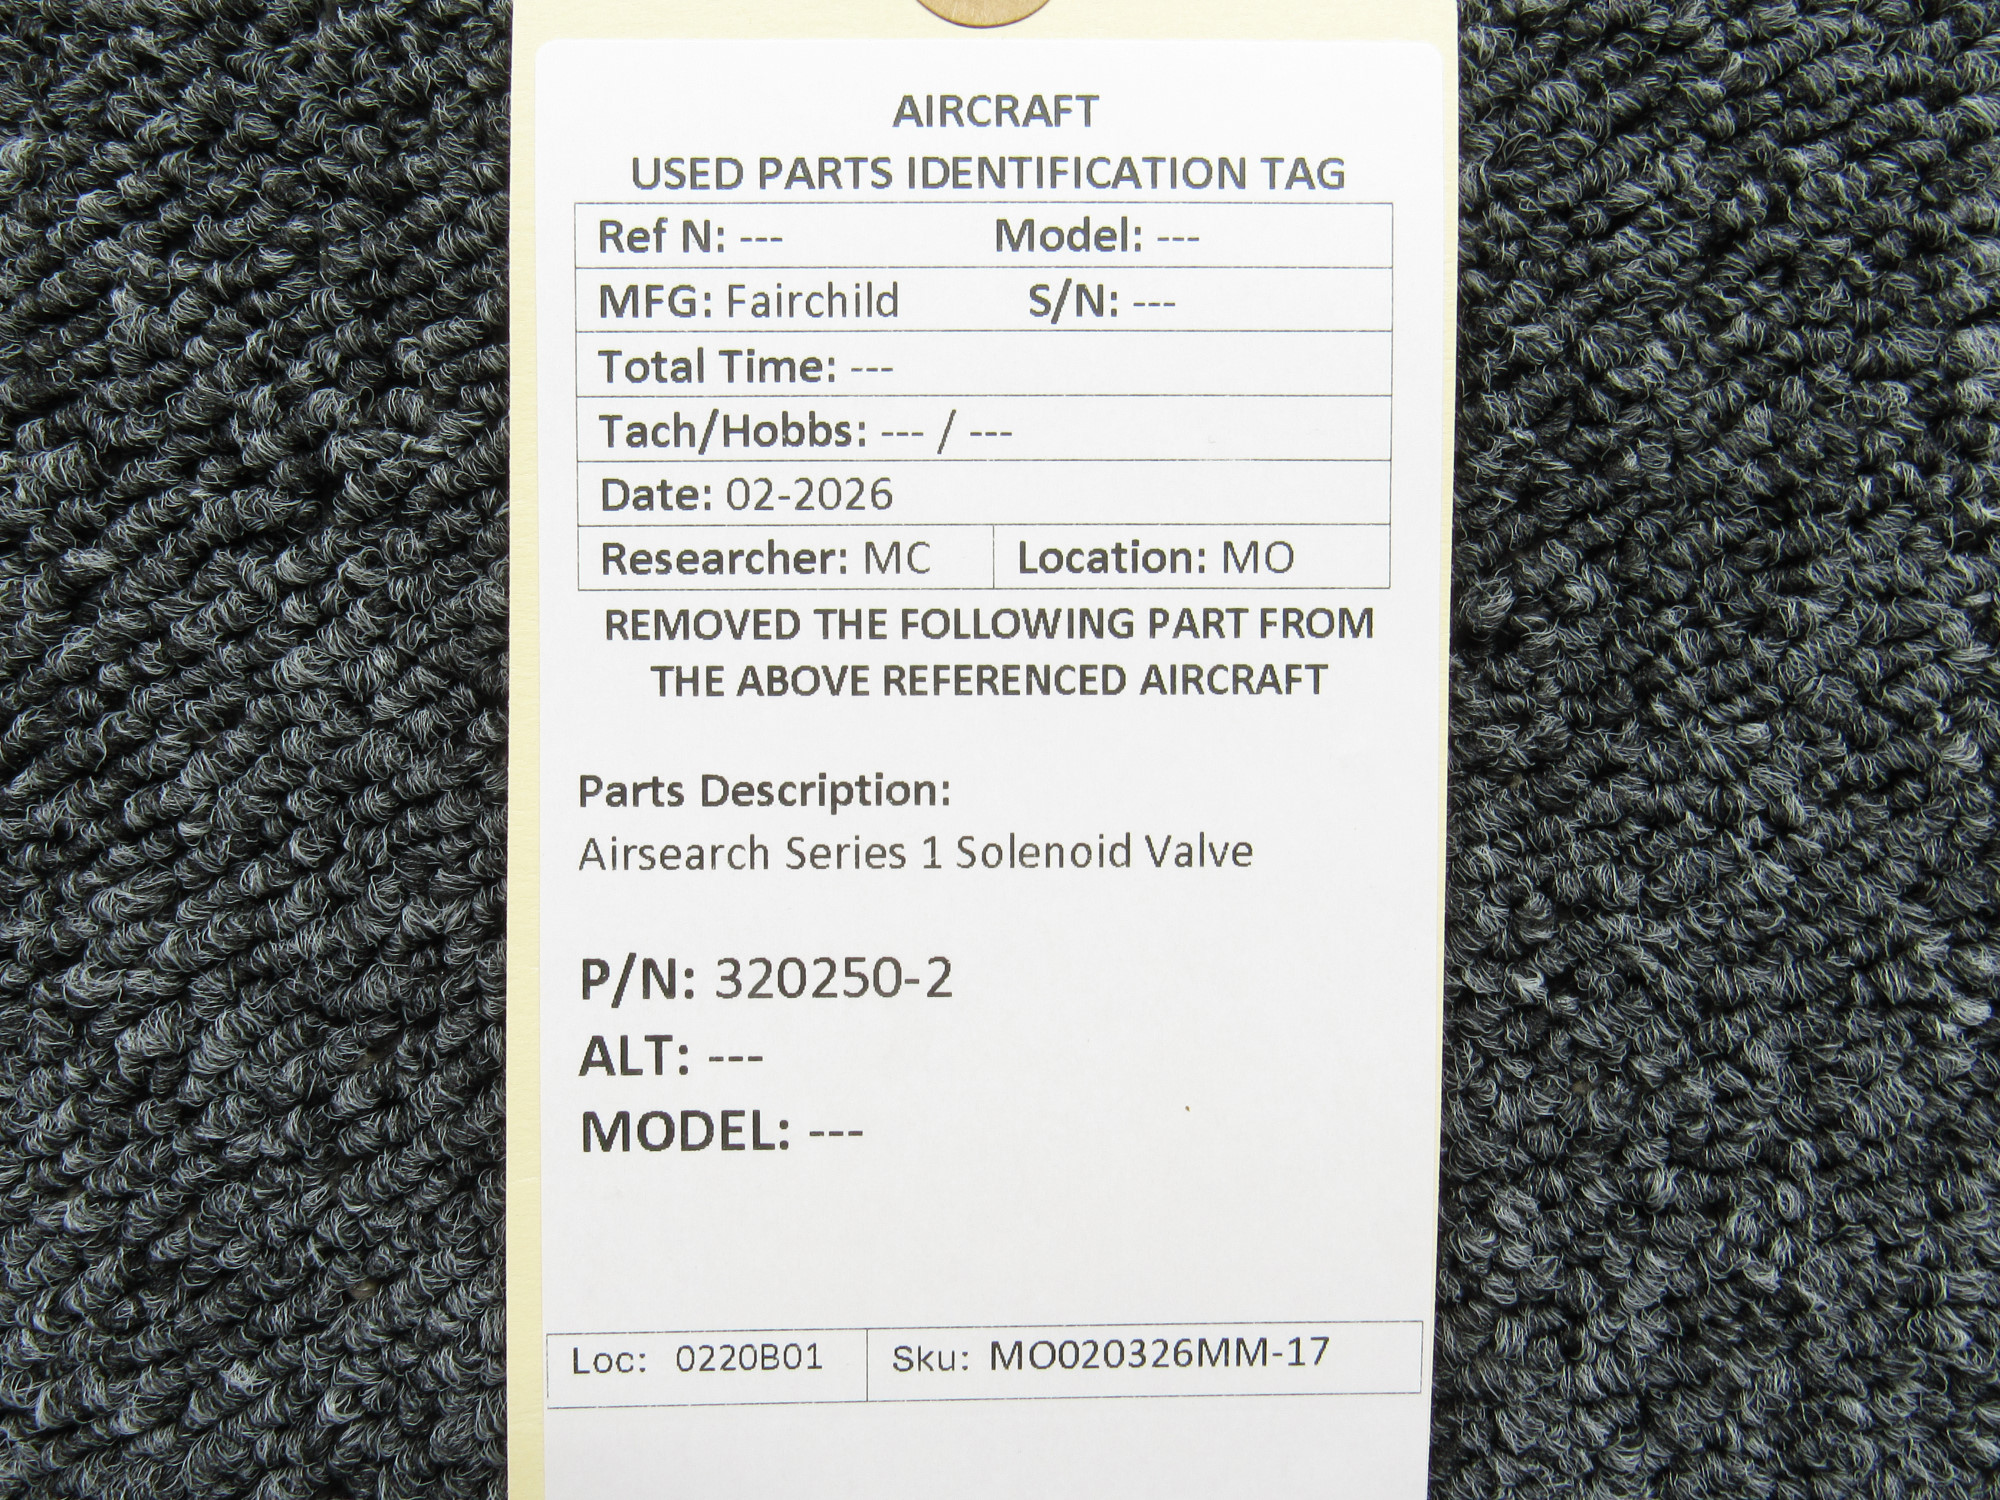 AIRCRAFT
USED PARTS IDENTIFICATION TAG
Ref N: --- Model: ---
MFG: Fairchild S/N: ---
Total Time: ---
Tach/Hobbs: --- / ---
Date: 02-2026
Researcher: MC Location: MO
REMOVED THE FOLLOWING PART FROM
THE ABOVE REFERENCED AIRCRAFT
Parts Description:
Airsearch Series 1 Solenoid Valve
P/N: 320250-2
ALT: ---
MODEL: ---
Loc: 0220B01 Sku: MO020326MM-17